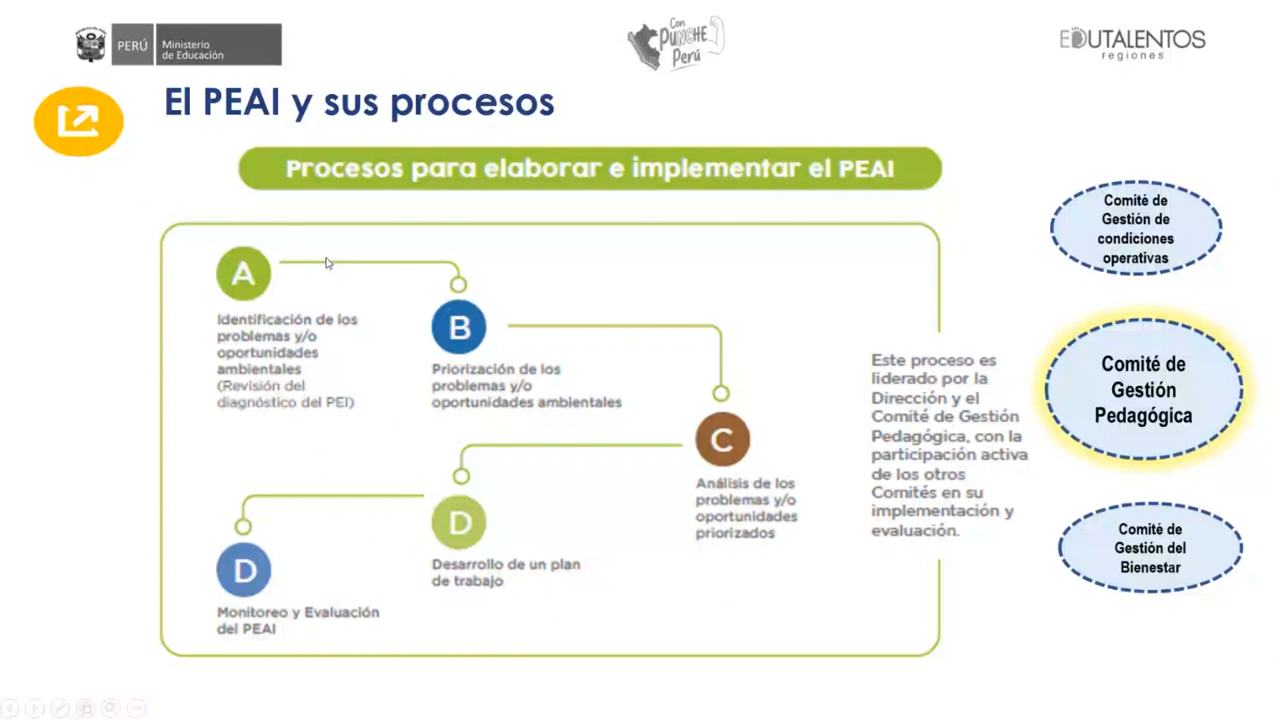 PERÚ
Ministerio
de Educación
Con
PUNCHE
Perú
EDUTALENTOS
regiones
El PEAI y sus procesos
Procesos para elaborar e implementar el PEAI
A
Identificación de los
problemas y/o
oportunidades
ambientales
(Revisión del
diagnóstico del PEI)
B
Priorización de los
problemas y/o
oportunidades ambientales
C
Análisis de los
problemas y/o
oportunidades
priorizados
D
Desarrollo de un plan
de trabajo
D
Monitoreo y Evaluación
del PEAI
Este proceso es
liderado por la
Dirección y el
Comité de Gestión
Pedagógica, con la
participación activa
de los otros
Comités en su
implementación y
evaluación.
Comité de
Gestión de
condiciones
operativas
Comité de
Gestión
Pedagógica
Comité de
Gestión del
Bienestar